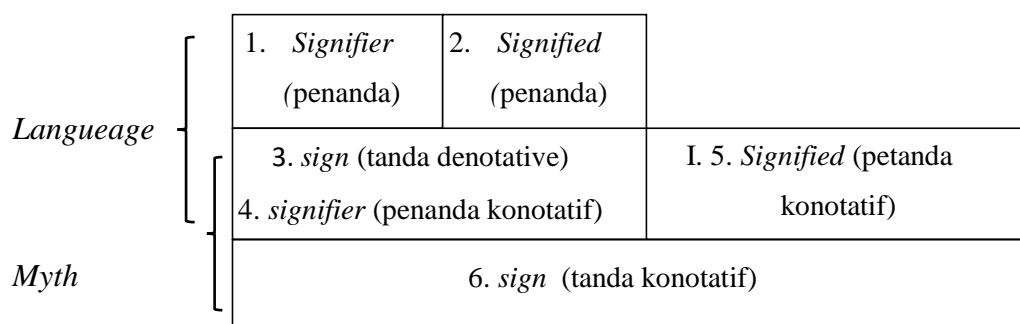 1. Signifier
(penanda)
2. Signified
(penanda)
Langueage
3. sign (tanda denotative)
4. signifier (penanda konotatif)
I. 5. Signified (petanda
konotatif)
Myth
6. sign (tanda konotatif)